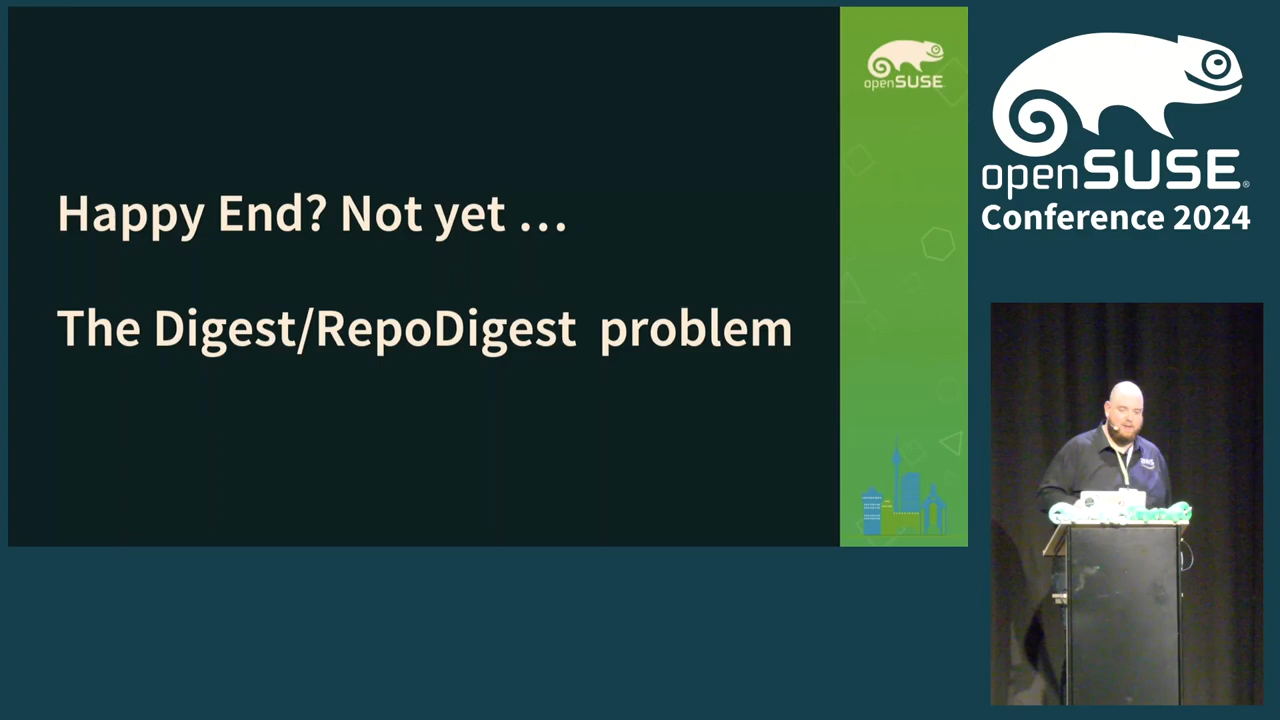 Happy End? Not yet ...
The Digest/RepoDigest problem
openSUSE
openSUSE®
Conference 2024